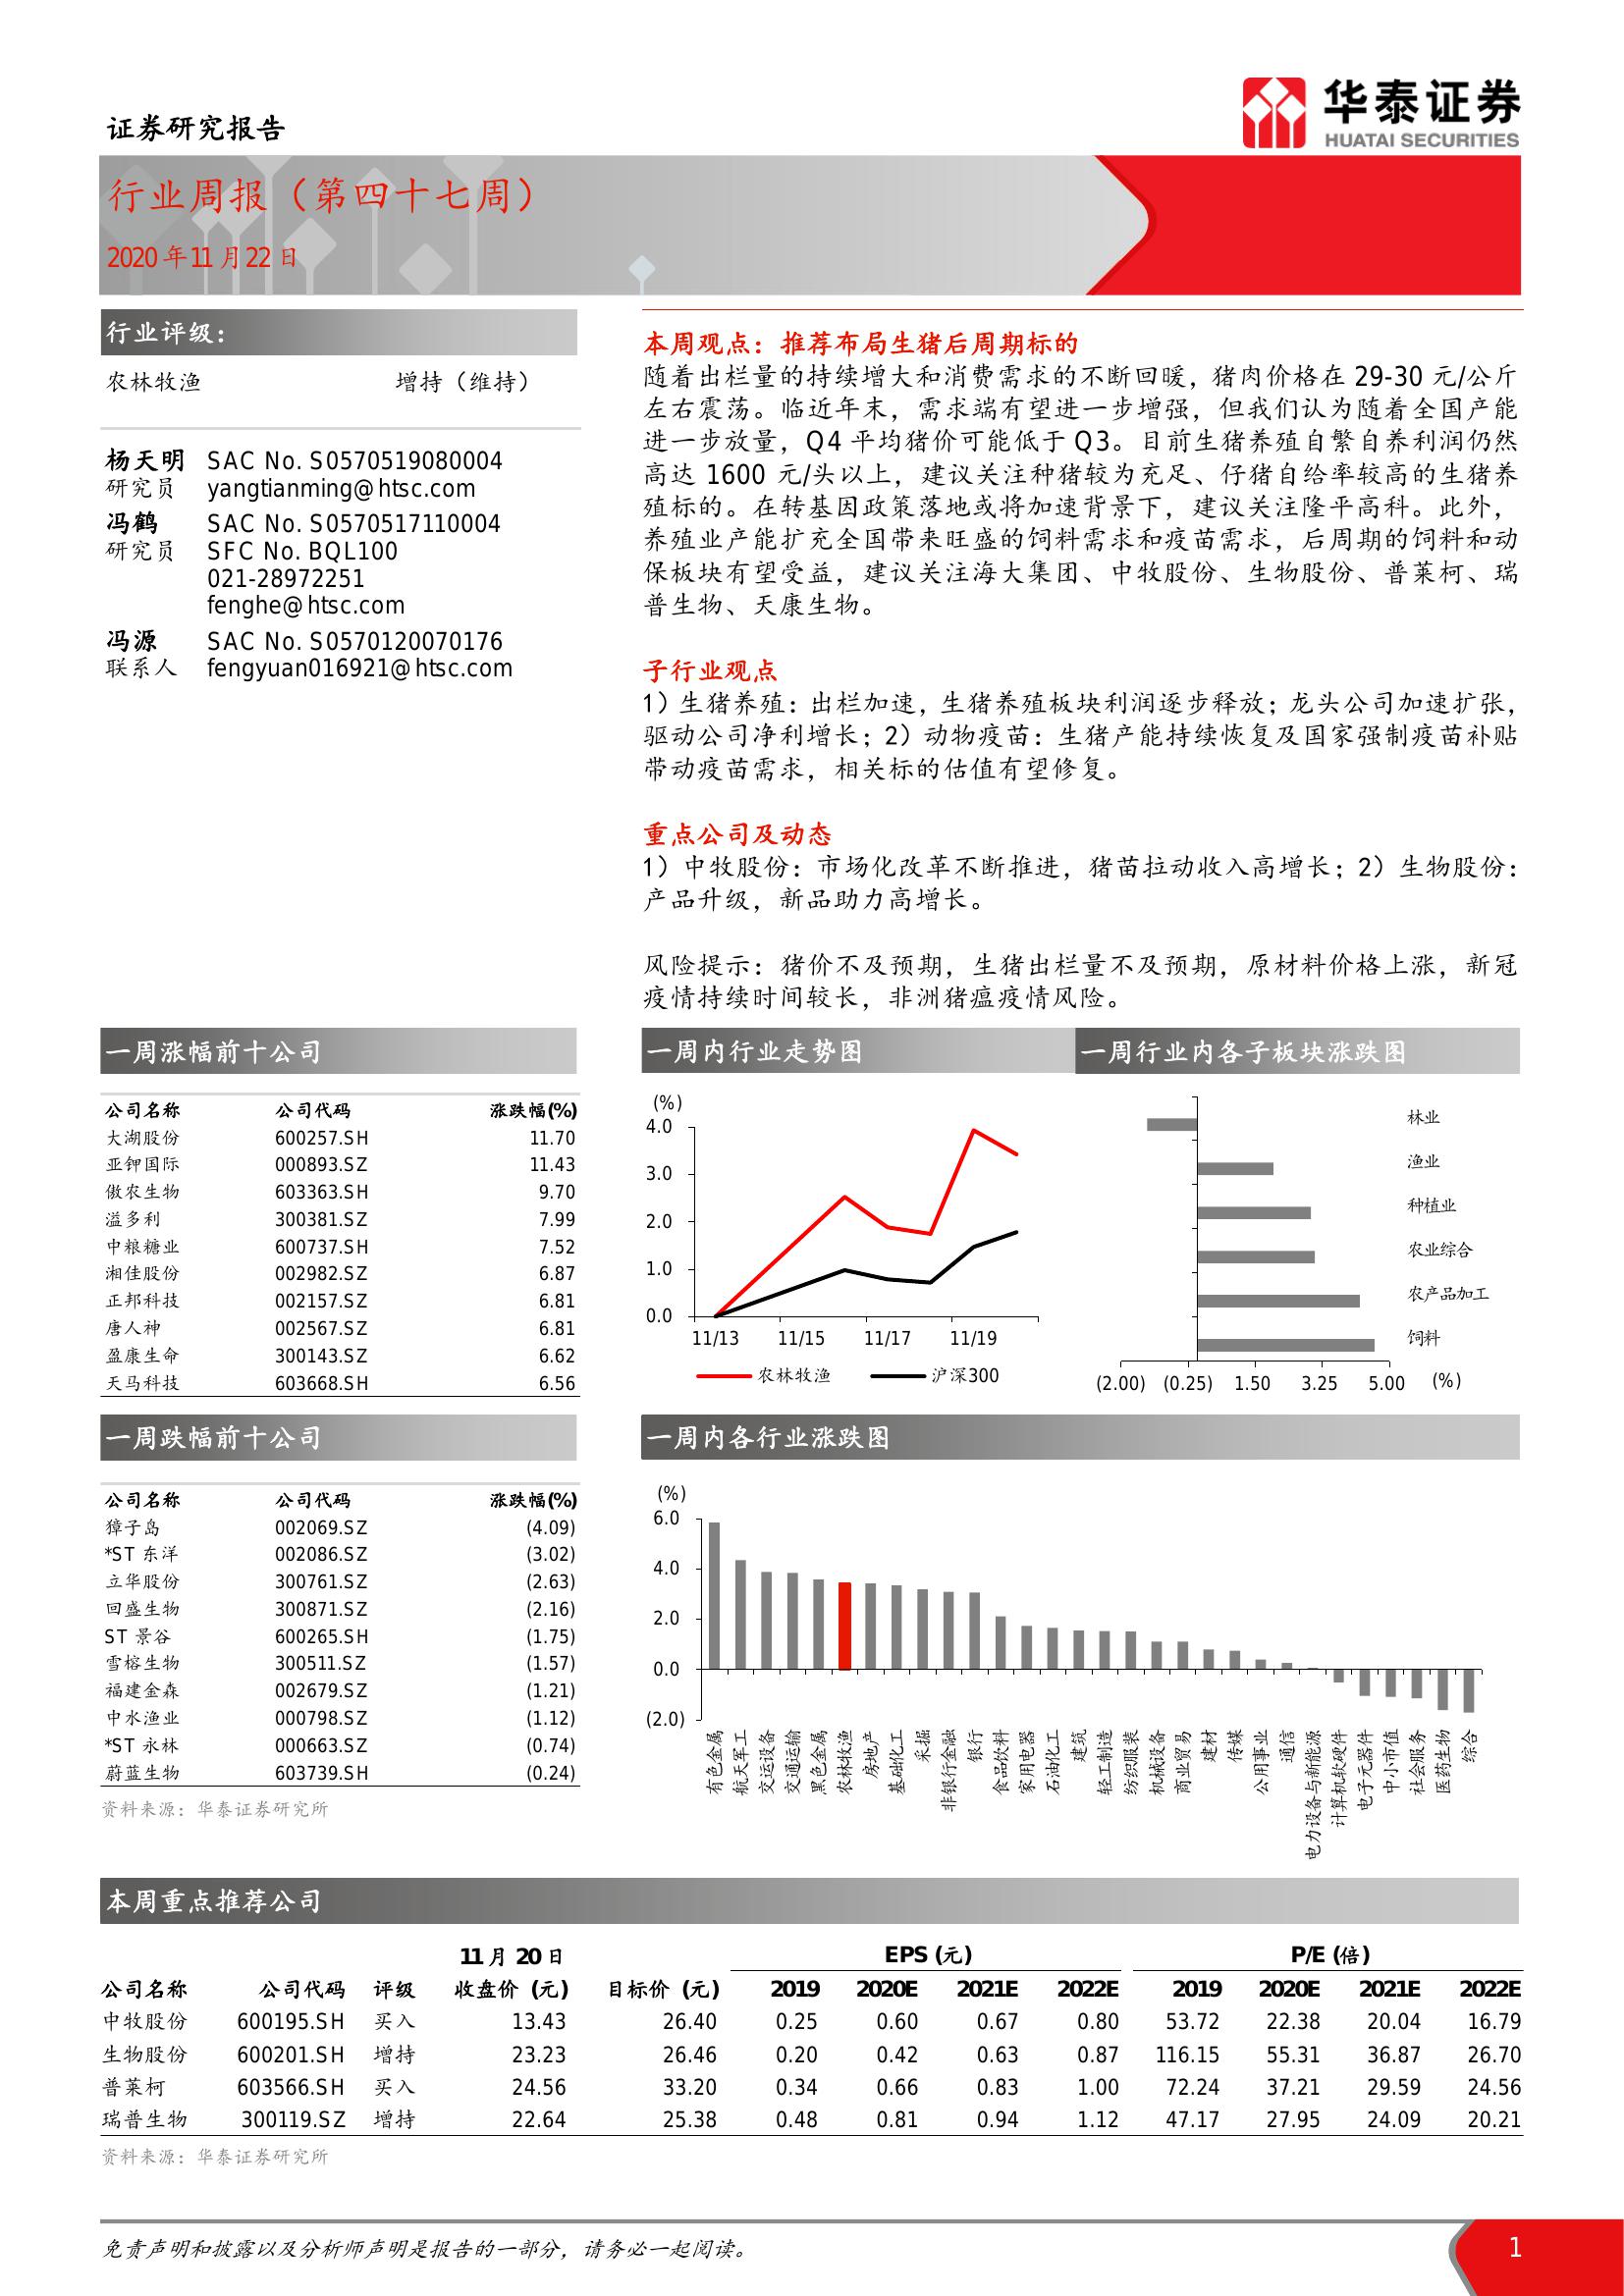 证券研究报告
华泰证券
HUATAI SECURITIES
行业周报（第四十七周）
2020年11月22日
行业评级：
农林牧渔 增持（维持）
杨天明 SAC No. S0570519080004
研究员 yangtianming@htsc.com
冯鹤 SAC No. S0570517110004
研究员 SFC No. BQL100
021-28972251
fenghe@htsc.com
冯源 SAC No. S0570120070176
联系人 fengyuan016921@htsc.com
本周观点：推荐布局生猪后周期标的
随着出栏量的持续增大和消费需求的不断回暖，猪肉价格在 29-30 元/公斤
左右震荡。临近年末，需求端有望进一步增强，但我们认为随着全国产能
进一步放量，Q4 平均猪价可能低于 Q3。目前生猪养殖自繁自养利润仍然
高达 1600 元/头以上，建议关注种猪较为充足、仔猪自给率较高的生猪养
殖标的。在转基因政策落地或将加速背景下，建议关注隆平高科。此外，
养殖业产能扩充全国带来旺盛的饲料需求和疫苗需求，后周期的饲料和动
保板块有望受益，建议关注海大集团、中牧股份、生物股份、普莱柯、瑞
普生物、天康生物。
子行业观点
1）生猪养殖：出栏加速，生猪养殖板块利润逐步释放；龙头公司加速扩张，
驱动公司净利增长；2）动物疫苗：生猪产能持续恢复及国家强制疫苗补贴
带动疫苗需求，相关标的估值有望修复。
重点公司及动态
1）中牧股份：市场化改革不断推进，猪苗拉动收入高增长；2）生物股份：
产品升级，新品助力高增长。
风险提示：猪价不及预期，生猪出栏量不及预期，原材料价格上涨，新冠
疫情持续时间较长，非洲猪瘟疫情风险。
一周涨幅前十公司
公司名称 公司代码 涨跌幅(%)
大湖股份 600257.SH 11.70
亚钾国际 000893.SZ 11.43
傲农生物 603363.SH 9.70
溢多利 300381.SZ 7.99
中粮糖业 600737.SH 7.52
湘佳股份 002982.SZ 6.87
正邦科技 002157.SZ 6.81
唐人神 002567.SZ 6.81
盈康生命 300143.SZ 6.62
天马科技 603668.SH 6.56
一周内行业走势图
(%)
4.0
3.0
2.0
1.0
0.0
11/13 11/15 11/17 11/19
农林牧渔 沪深300
一周行业内各子板块涨跌图
林业
渔业
种植业
农业综合
农产品加工
饲料
(2.00) (0.25) 1.50 3.25 5.00 (%)
一周跌幅前十公司
公司名称 公司代码 涨跌幅(%)
獐子岛 002069.SZ (4.09)
*ST 东洋 002086.SZ (3.02)
立华股份 300761.SZ (2.63)
回盛生物 300871.SZ (2.16)
ST 景谷 600265.SH (1.75)
雪榕生物 300511.SZ (1.57)
福建金森 002679.SZ (1.21)
中水渔业 000798.SZ (1.12)
*ST 永林 000663.SZ (0.74)
蔚蓝生物 603739.SH (0.24)
资料来源：华泰证券研究所
一周内各行业涨跌图
(%)
6.0
4.0
2.0
0.0
(2.0)
有色金属
航天军工
交运设备
交通运输
黑色金属
农林牧渔
房地产
基础化工
采掘
非银行金融
银行
食品饮料
家用电器
石油化工
建筑
轻工制造
纺织服装
机械设备
商业贸易
建材
传媒
公用事业
通信
电力设备与新能源
计算机软硬件
电子元器件
中小市值
社会服务
医药生物
综合
本周重点推荐公司
11 月 20 日 EPS (元) P/E (倍)
公司名称 公司代码 评级 收盘价 (元) 目标价 (元) 2019 2020E 2021E 2022E 2019 2020E 2021E 2022E
中牧股份 600195.SH 买入 13.43 26.40 0.25 0.60 0.67 0.80 53.72 22.38 20.04 16.79
生物股份 600201.SH 增持 23.23 26.46 0.20 0.42 0.63 0.87 116.15 55.31 36.87 26.70
普莱柯 603566.SH 买入 24.56 33.20 0.34 0.66 0.83 1.00 72.24 37.21 29.59 24.56
瑞普生物 300119.SZ 增持 22.64 25.38 0.48 0.81 0.94 1.12 47.17 27.95 24.09 20.21
资料来源：华泰证券研究所
免责声明和披露以及分析师声明是报告的一部分，请务必一起阅读。
1